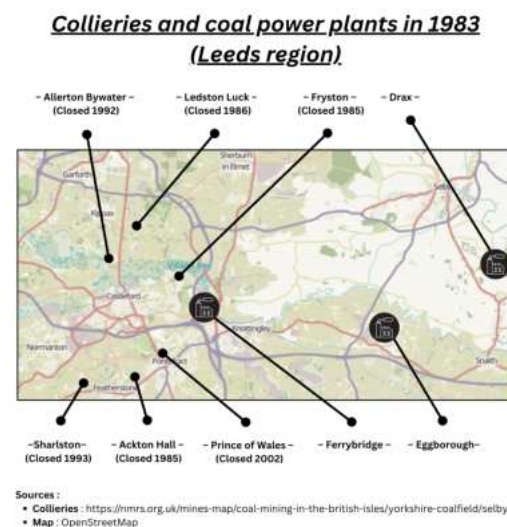 Collieries and coal power plants in 1983
(Leeds region)
– Allerton Bywater –
(Closed 1992)
– Ledston Luck –
(Closed 1986)
– Fryston –
(Closed 1985)
– Drax –
Sherburn
in Elmet
Garforth
Kippax
Castleford
Knottingley
Normanton
Pontefract
Snaith
Featherstone
–Sharlston–
(Closed 1993)
– Ackton Hall –
(Closed 1985)
– Prince of Wales –
(Closed 2002)
– Ferrybridge –
– Eggborough–
Sources :
• Collieries : https://nmrs.org.uk/mines-map/coal-mining-in-the-british-isles/yorkshire-coalfield/selby
• Map : OpenStreetMap